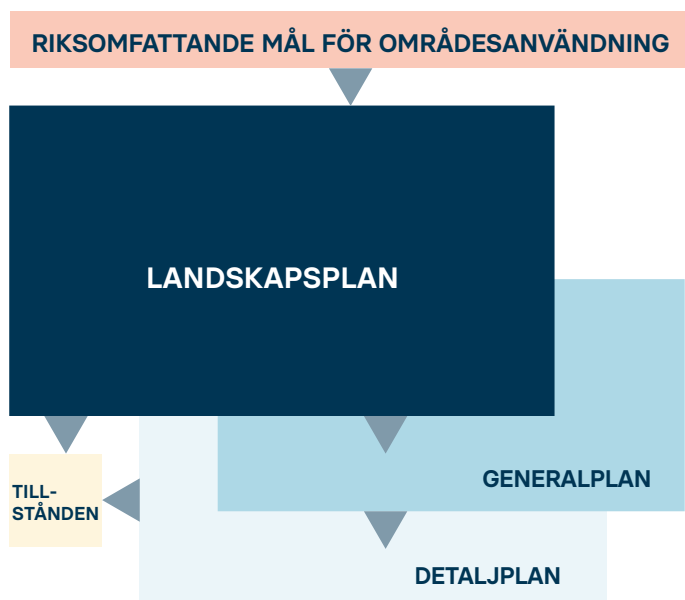 RIKSOMFATTANDE MÅL FÖR OMRÅDESANVÄNDNING
LANDSKAPSPLAN
GENERALPLAN
TILL-
STÅNDEN
DETALJPLAN